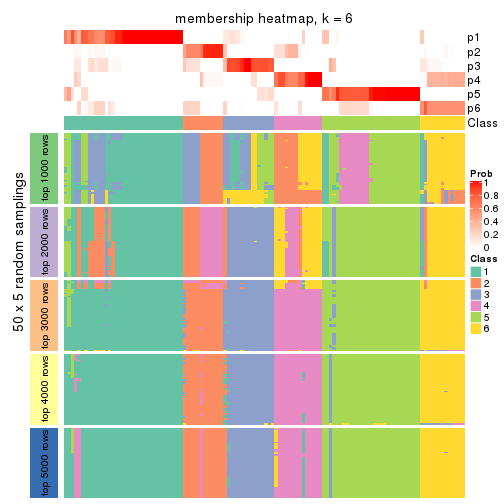 membership heatmap, k = 6
p1
p2
p3
p4
p5
p6
Class
50 x 5 random samplings
top 1000 rows
top 2000 rows
top 3000 rows
top 4000 rows
top 5000 rows
Prob
1
0.8
0.6
0.4
0.2
0
Class
1
2
3
4
5
6